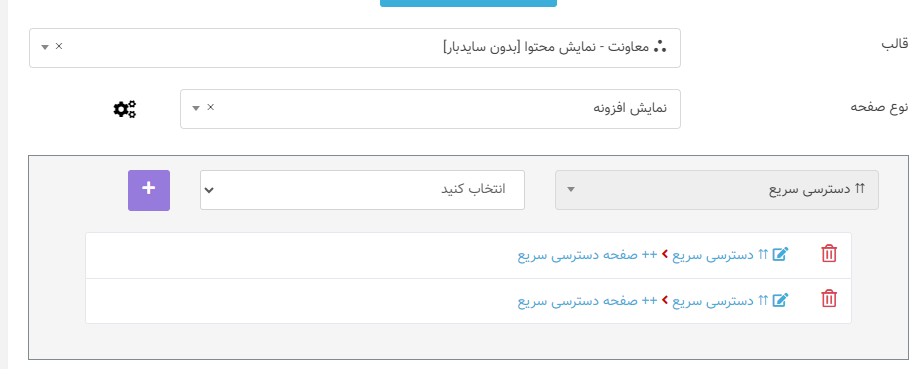 قالب
معاونت - نمایش محتوا [بدون سایدبار] ×
نوع صفحه
نمایش افزونه ×
⇈ دسترسی سریع
انتخاب کنید
+
⇈ دسترسی سریع ++ صفحه دسترسی سریع
⇈ دسترسی سریع ++ صفحه دسترسی سریع